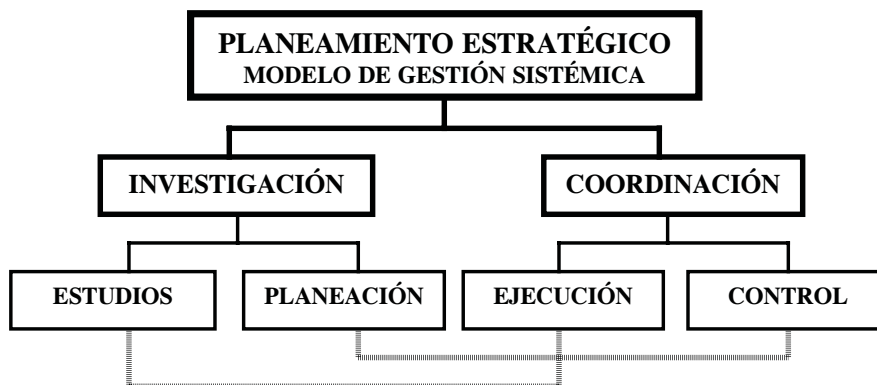 PLANEAMIENTO ESTRATÉGICO
MODELO DE GESTIÓN SISTÉMICA
INVESTIGACIÓN
COORDINACIÓN
ESTUDIOS
PLANEACIÓN
EJECUCIÓN
CONTROL